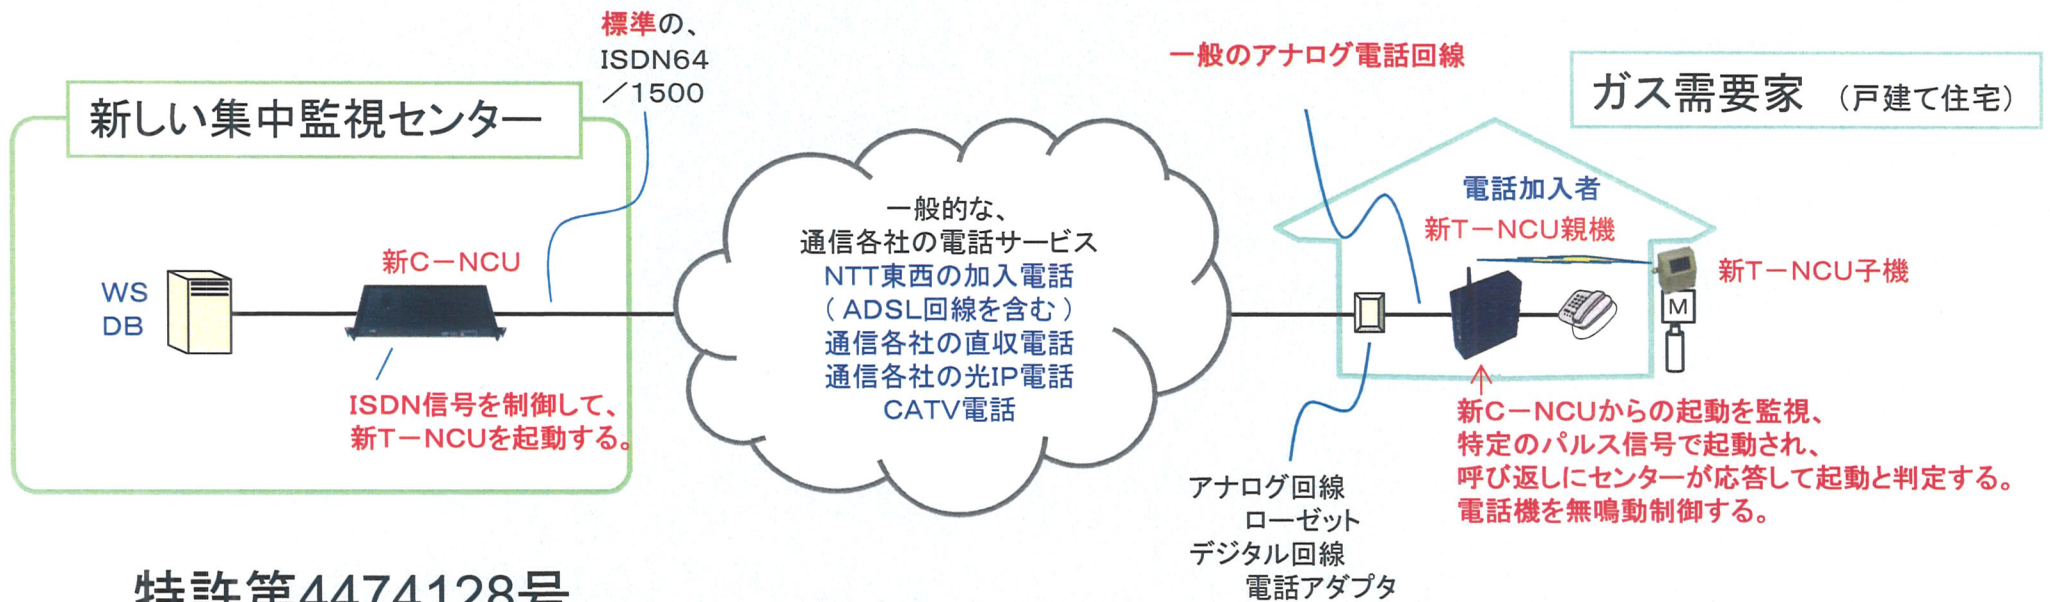 標準の、
ISDN64
／1500
新しい集中監視センター
WS
DB
新C－NCU
ISDN信号を制御して、
新T－NCUを起動する。
一般的な、
通信各社の電話サービス
NTT東西の加入電話
（ADSL回線を含む）
通信各社の直収電話
通信各社の光IP電話
CATV電話
一般のアナログ電話回線
ガス需要家 （戸建て住宅）
電話加入者
新T－NCU親機
新T－NCU子機
M
新C－NCUからの起動を監視、
特定のパルス信号で起動され、
呼び返しにセンターが応答して起動と判定する。
電話機を無鳴動制御する。
アナログ回線
ローゼット
デジタル回線
電話アダプタ
特許第4474128号